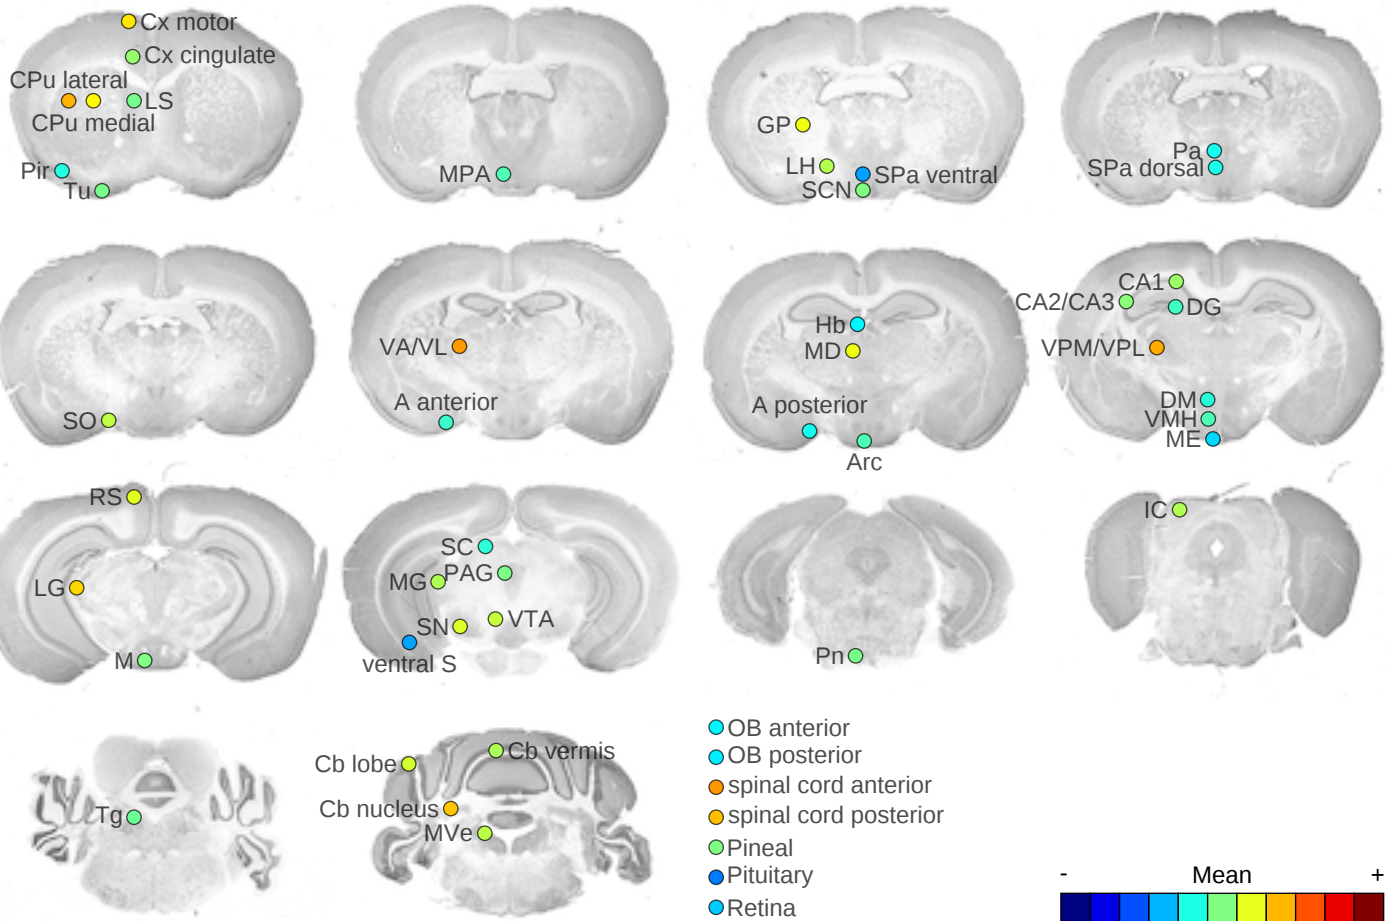 Cx motor
Cx cingulate
CPu lateral
LS
CPu medial
Pir
Tu
MPA
GP
LH
SPa ventral
SCN
Pa
SPa dorsal
SO
VA/VL
A anterior
Hb
MD
A posterior
Arc
CA1
CA2/CA3
DG
VPM/VPL
DM
VMH
ME
RS
LG
M
SC
PAG
MG
SN
VTA
ventral S
Pn
IC
Tg
Cb lobe
Cb vermis
Cb nucleus
MVe
OB anterior
OB posterior
spinal cord anterior
spinal cord posterior
Pineal
Pituitary
Retina
- Mean +